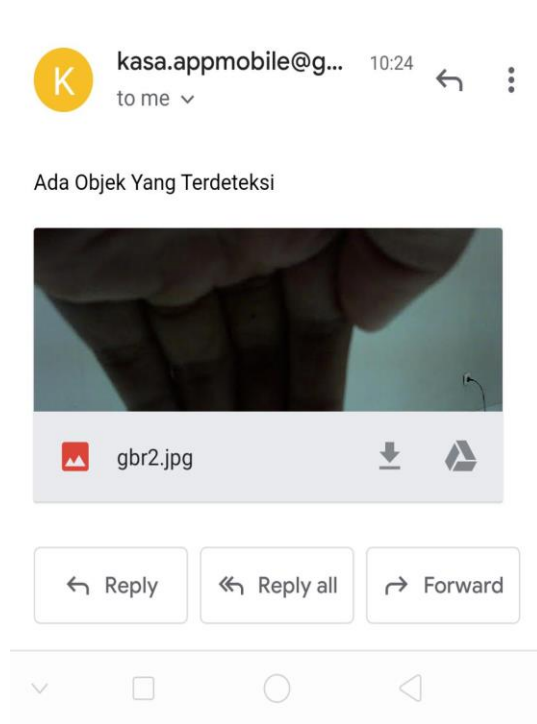 K
kasa.appmobile@g... 10:24
to me
Ada Objek Yang Terdeteksi
gbr2.jpg
Reply
Reply all
Forward